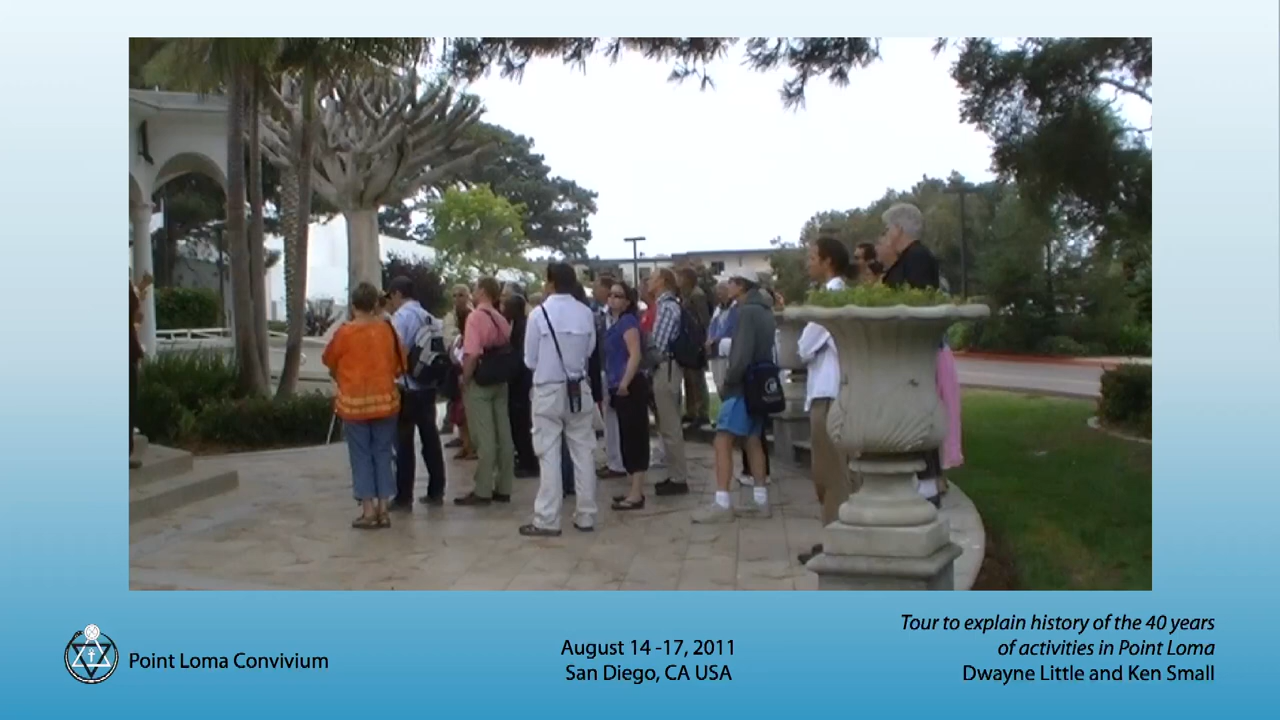 Point Loma Convivium
August 14 -17, 2011
San Diego, CA USA
Tour to explain history of the 40 years
of activities in Point Loma
Dwayne Little and Ken Small